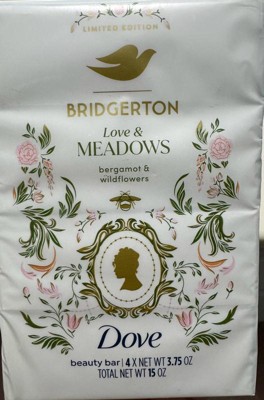 LIMITED EDITION
BRIDGERTON
Love &
MEADOWS
bergamot &
wildflowers
Dove
beauty bar | 4 X NET WT 3.75 OZ
TOTAL NET WT 15 OZ